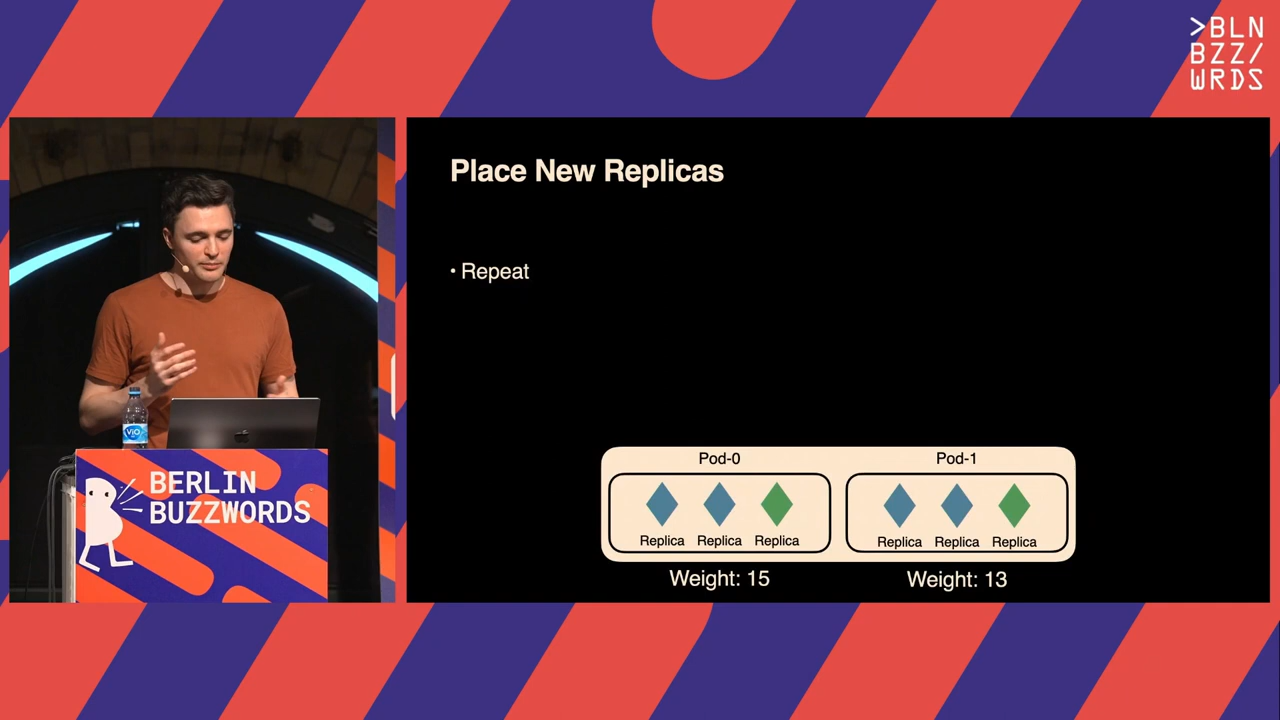 >BLN
BZZ/
WRDS
Place New Replicas
• Repeat
Pod-0
Pod-1
Replica Replica Replica
Replica Replica Replica
Weight: 15
Weight: 13
ViO
BERLIN
BUZZWORDS